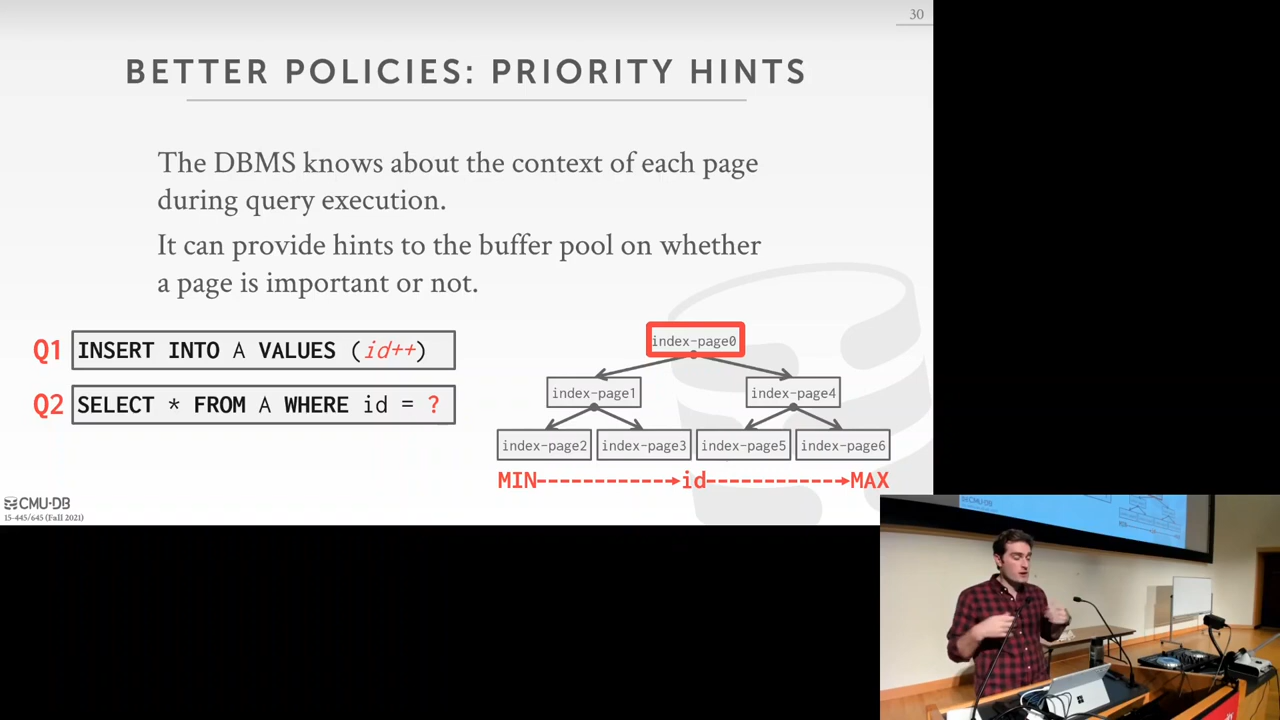 30
BETTER POLICIES: PRIORITY HINTS
The DBMS knows about the context of each page
during query execution.
It can provide hints to the buffer pool on whether
a page is important or not.
Q1 INSERT INTO A VALUES (id++)
Q2 SELECT * FROM A WHERE id = ?
index-page0
index-page1 index-page4
index-page2 index-page3 index-page5 index-page6
MIN id MAX
CMU·DB
15-445/645 (Fall 2021)
CMU·DB